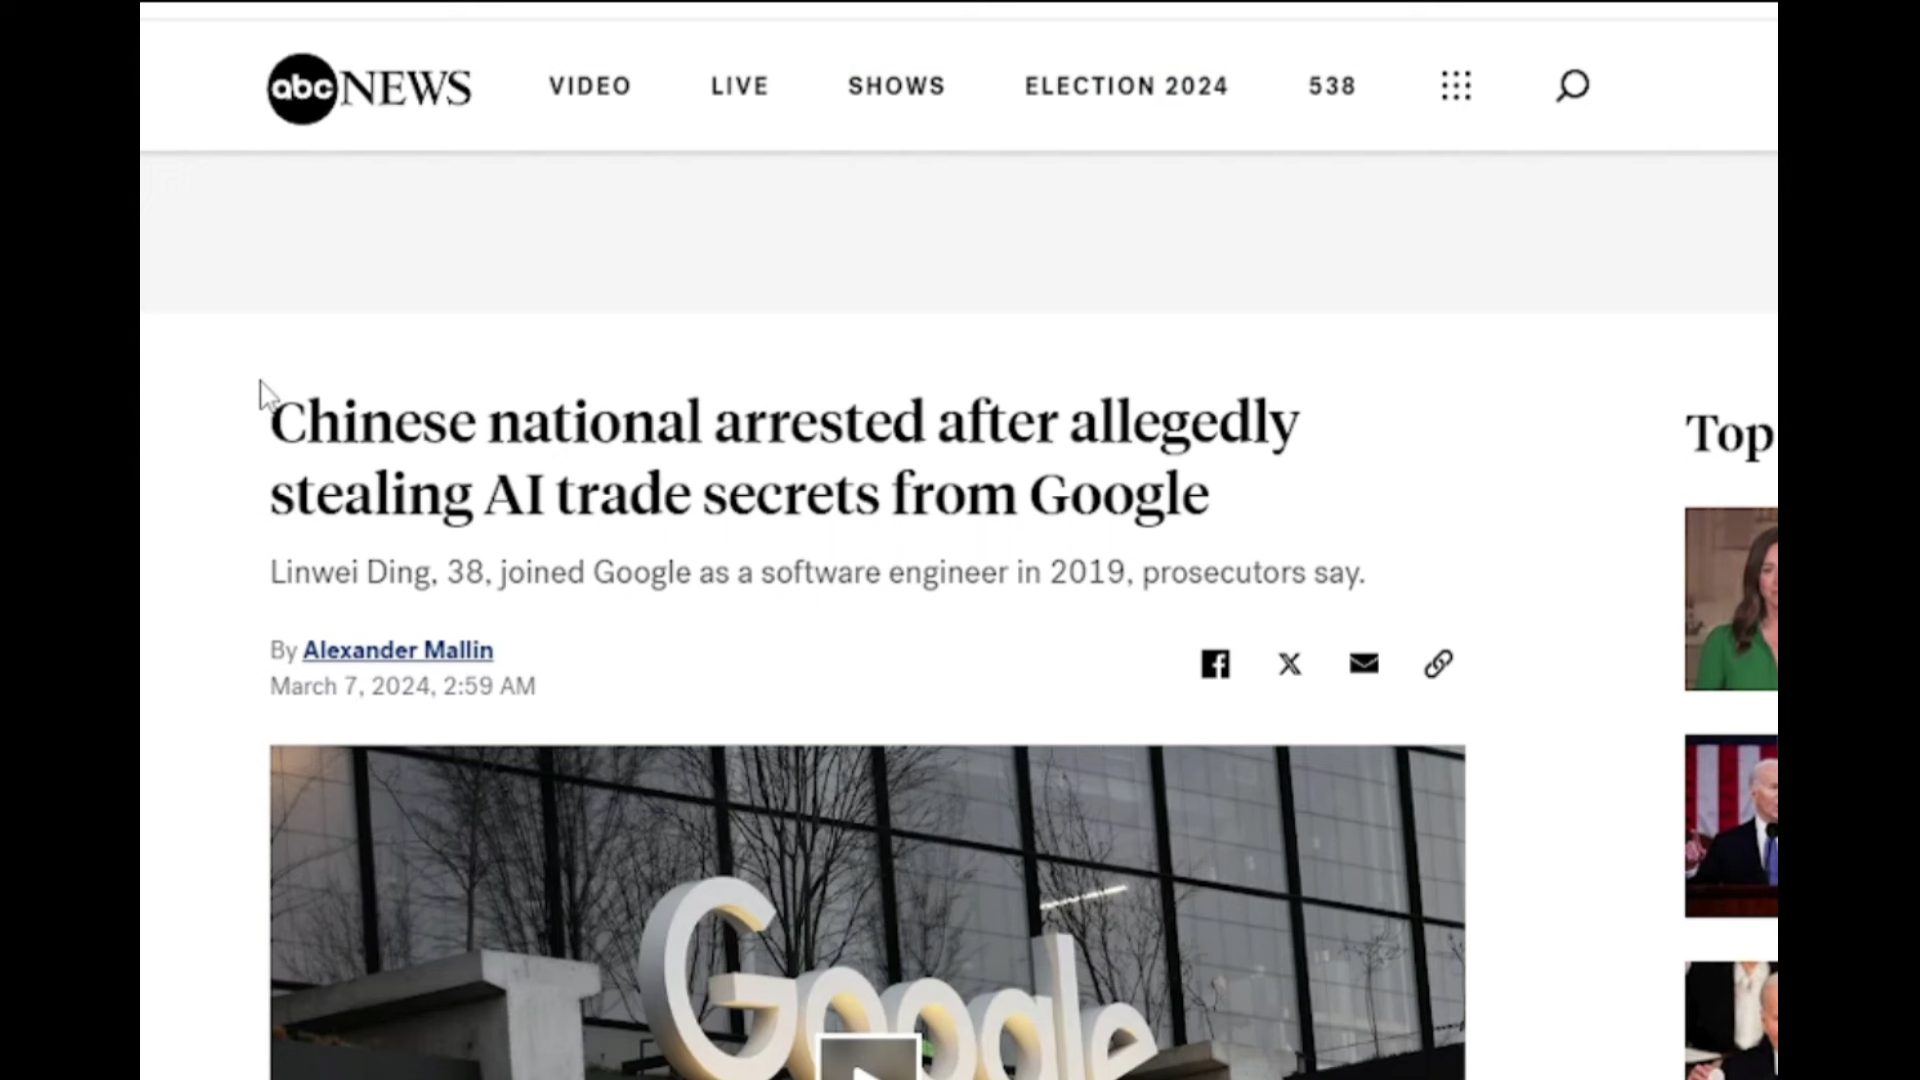 abc NEWS VIDEO LIVE SHOWS ELECTION 2024 538
Chinese national arrested after allegedly
stealing AI trade secrets from Google
Linwei Ding, 38, joined Google as a software engineer in 2019, prosecutors say.
By Alexander Mallin
March 7, 2024, 2:59 AM
Top
Google